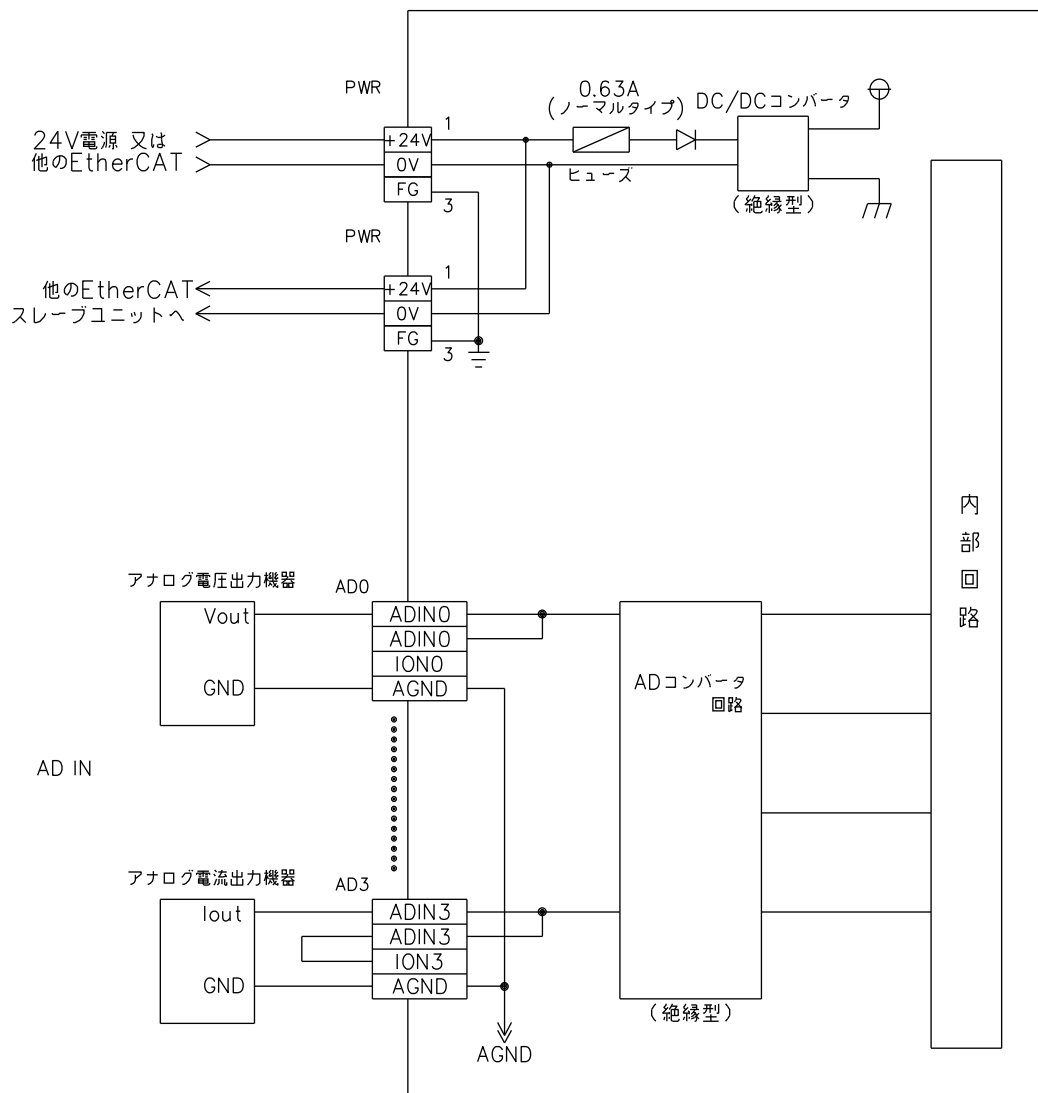 PWR
0.63A
(ノーマルタイプ)
DC/DCコンバータ
24V電源 又は
他のEtherCAT
+24V
1
0V
ヒューズ
FG
3
(絶縁型)
PWR
他のEtherCAT
スレーブユニットへ
+24V
1
0V
FG
3
内部回路
アナログ電圧出力機器
AD0
Vout
GND
ADIN0
ADIN0
ION0
AGND
ADコンバータ
回路
AD IN
アナログ電流出力機器
AD3
Iout
GND
ADIN3
ADIN3
ION3
AGND
(絶縁型)
AGND